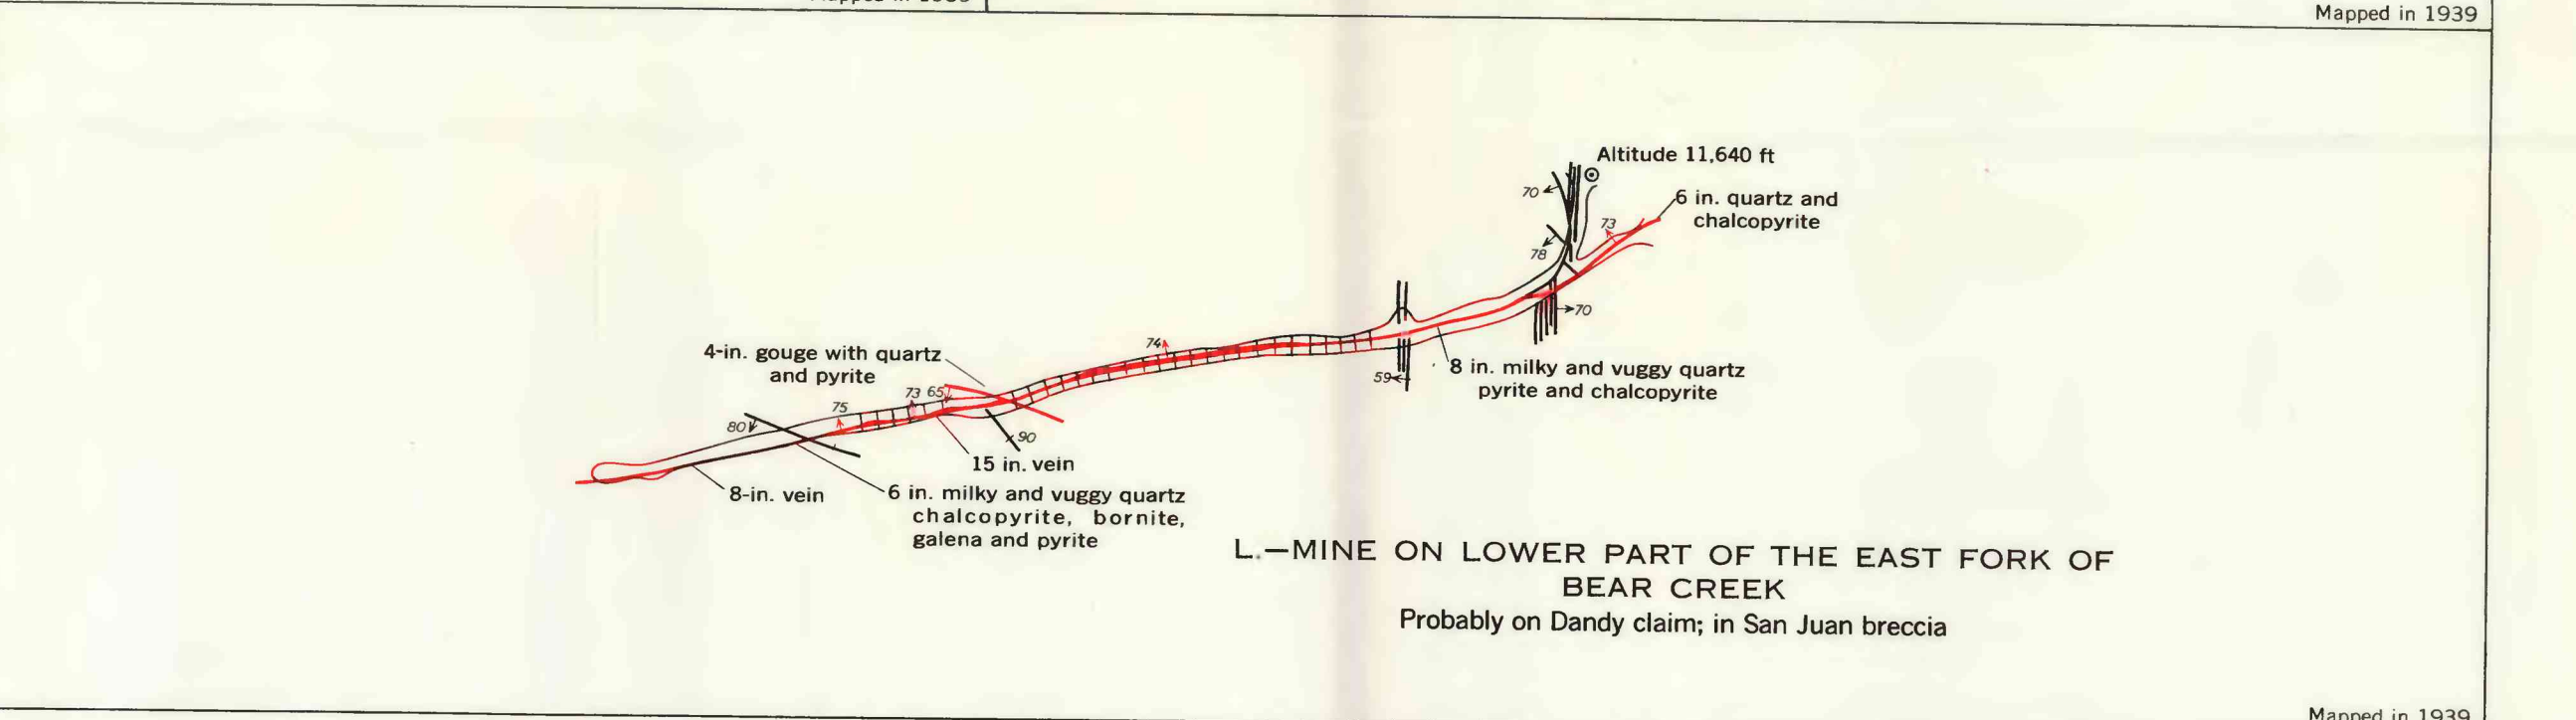 Mapped in 1939
Altitude 11,640 ft
70
6 in. quartz and
chalcopyrite
73
78
70
74
59
8 in. milky and vuggy quartz
pyrite and chalcopyrite
4-in. gouge with quartz
and pyrite
73 65
75
80
90
15 in. vein
8-in. vein
6 in. milky and vuggy quartz
chalcopyrite, bornite,
galena and pyrite
L.—MINE ON LOWER PART OF THE EAST FORK OF
BEAR CREEK
Probably on Dandy claim; in San Juan breccia
Mapped in 1939